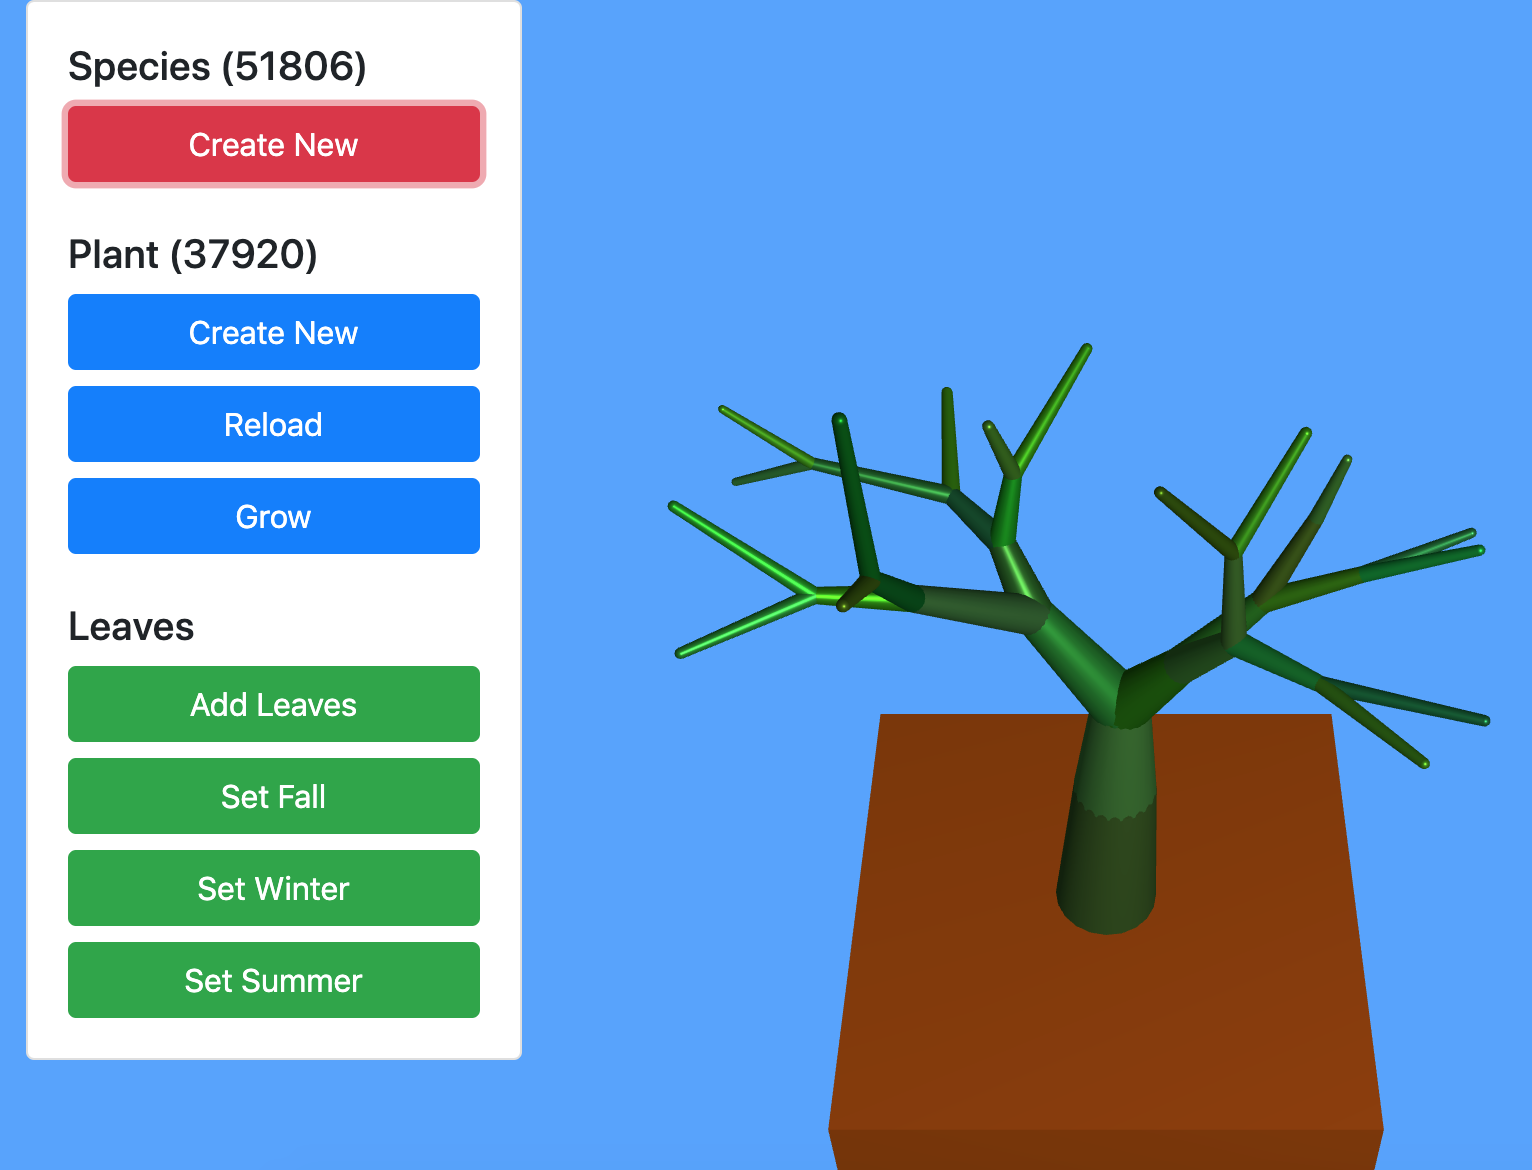 Species (51806)
Create New
Plant (37920)
Create New
Reload
Grow
Leaves
Add Leaves
Set Fall
Set Winter
Set Summer